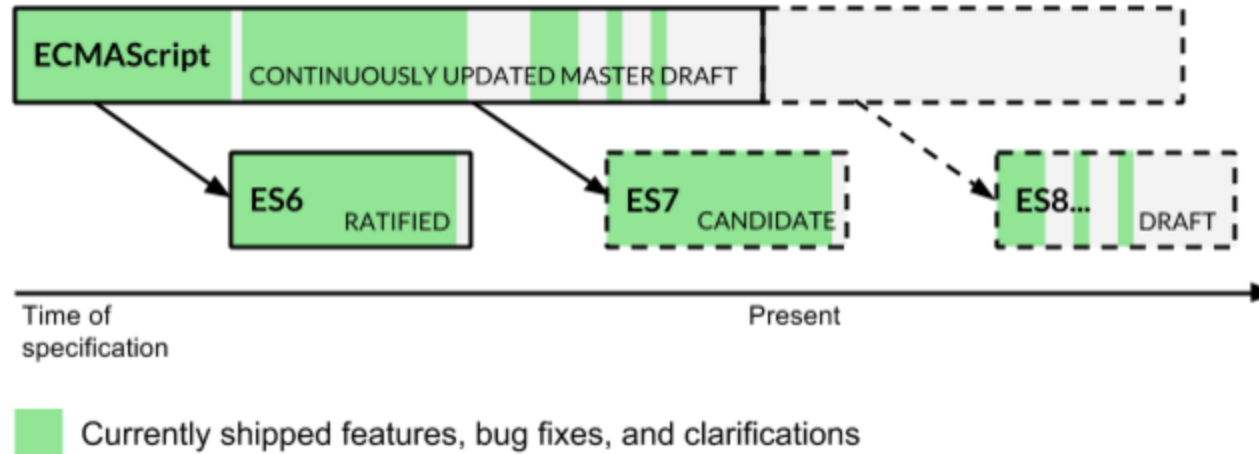 ECMAScript
CONTINUOUSLY UPDATED MASTER DRAFT
ES6
RATIFIED
ES7
CANDIDATE
ES8...
DRAFT
Time of
specification
Present
Currently shipped features, bug fixes, and clarifications